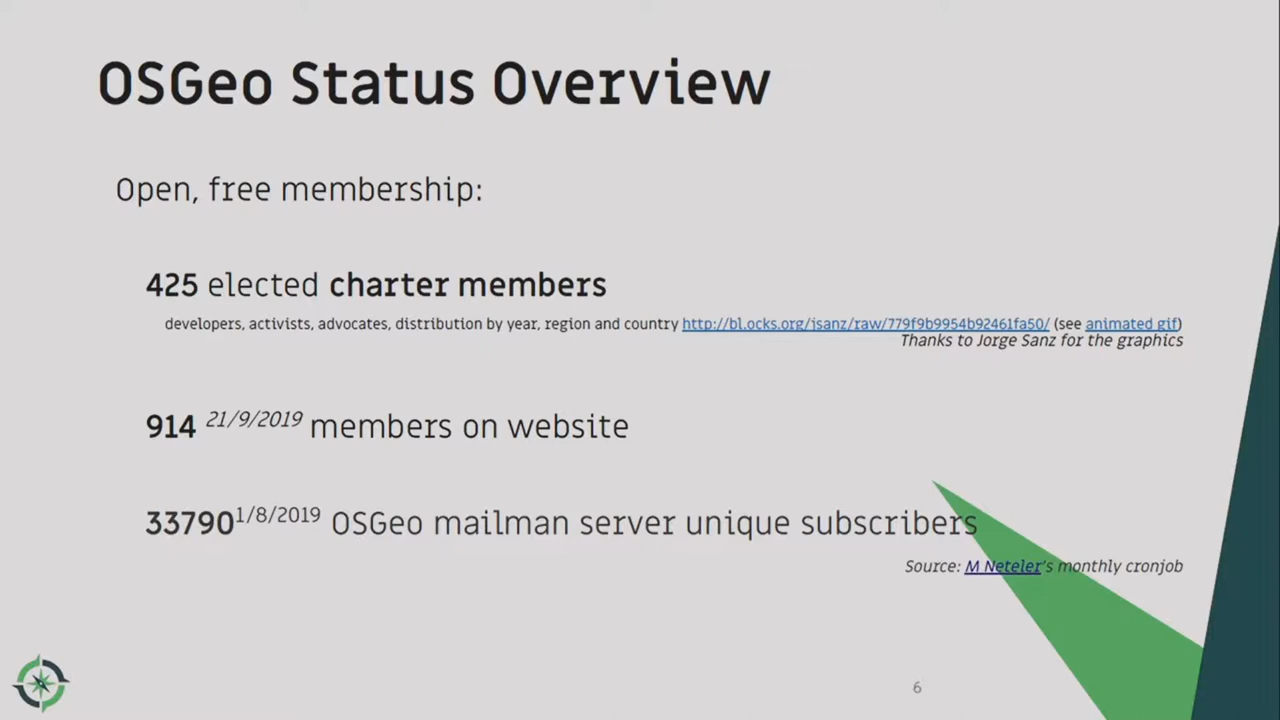 OSGeo Status Overview
Open, free membership:
425 elected charter members
developers, activists, advocates, distribution by year, region and country http://bl.ocks.org/jsanz/raw/779f9b9954b92461fa50/ (see animated gif)
Thanks to Jorge Sanz for the graphics
914 21/9/2019 members on website
33790 1/8/2019 OSGeo mailman server unique subscribers
Source: M Neteler's monthly cronjob
6